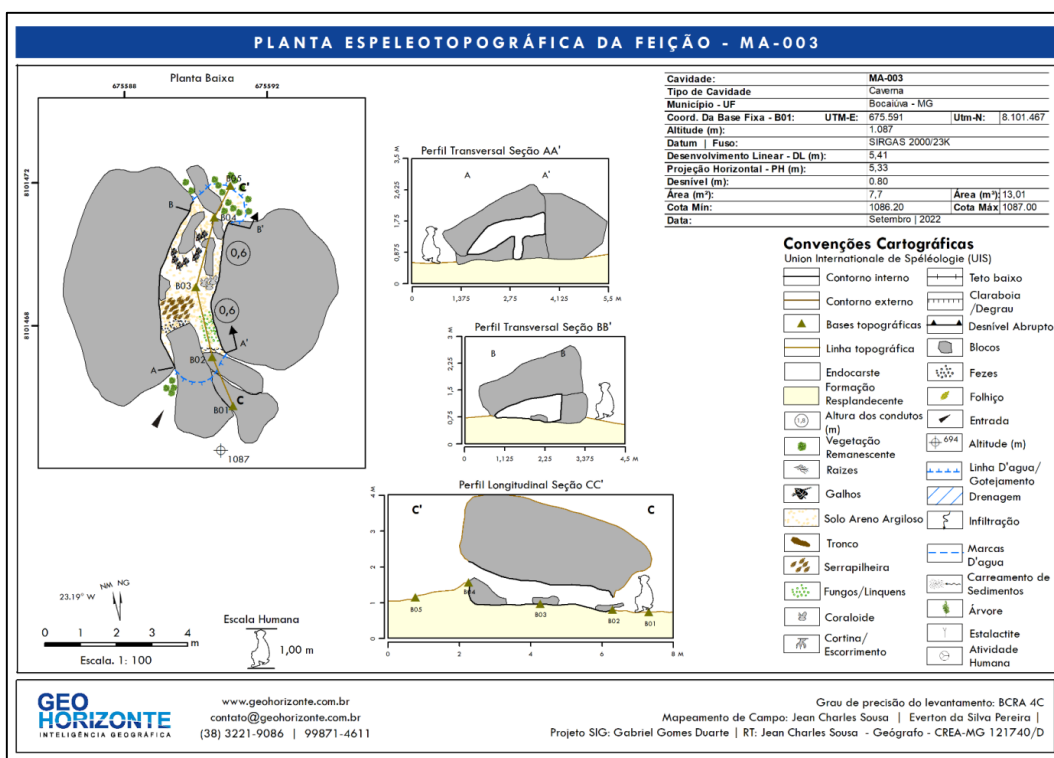 PLANTA ESPELEOTOPOGRÁFICA DA FEIÇÃO - MA-003
Planta Baixa
675588 675592
8101472
8101468
B05
C'
B
B04
B'
0,6
B03
0,6
A'
B02
A
C
B01
1087
23.19° W NM NG
0 1 2 3 4
m
Escala. 1: 100
Escala Humana
1,00 m
Perfil Transversal Seção AA'
A A'
3,5 M
2,625
1,75
0,875
0
0 1,375 2,75 4,125 5,5 M
Perfil Transversal Seção BB'
B B
3 M
2,25
1,5
0,75
0
0 1,125 2,25 3,375 4,5 M
Perfil Longitudinal Seção CC'
C' C
4 M
3
2
1
0
B05 B04 B03 B02 B01
0 2 4 6 8 M
Cavidade: MA-003
Tipo de Cavidade Caverna
Município - UF Bocaiúva - MG
Coord. Da Base Fixa - B01: UTM-E: 675.591 Utm-N: 8.101.467
Altitude (m): 1.087
Datum | Fuso: SIRGAS 2000/23K
Desenvolvimento Linear - DL (m): 5,41
Projeção Horizontal - PH (m): 5,33
Desnível (m): 0.80
Área (m²): 7,7 Área (m³): 13,01
Cota Mín: 1086.20 Cota Máx 1087.00
Data: Setembro | 2022
Convenções Cartográficas
Union Internationale de Spéléologie (UIS)
Contorno interno
Contorno externo
Bases topográficas
Linha topográfica
Endocarste
Formação
Resplandecente
1,8
Altura dos condutos
(m)
Vegetação
Remanescente
Raizes
Galhos
Solo Areno Argiloso
Tronco
Serrapilheira
Fungos/Linquens
Coraloide
Cortina/
Escorrimento
Teto baixo
Claraboia
/Degrau
Desnível Abrupto
Blocos
Fezes
Folhiço
Entrada
694 Altitude (m)
Linha D'agua/
Gotejamento
Drenagem
Infiltração
Marcas
D'agua
Carreamento de
Sedimentos
Árvore
Estalactite
Atividade
Humana
GEO
HORIZONTE
INTELIGÊNCIA GEOGRÁFICA
www.geohorizonte.com.br
contato@geohorizonte.com.br
(38) 3221-9086 | 99871-4611
Grau de precisão do levantamento: BCRA 4C
Mapeamento de Campo: Jean Charles Sousa | Everton da Silva Pereira |
Projeto SIG: Gabriel Gomes Duarte | RT: Jean Charles Sousa - Geógrafo - CREA-MG 121740/D